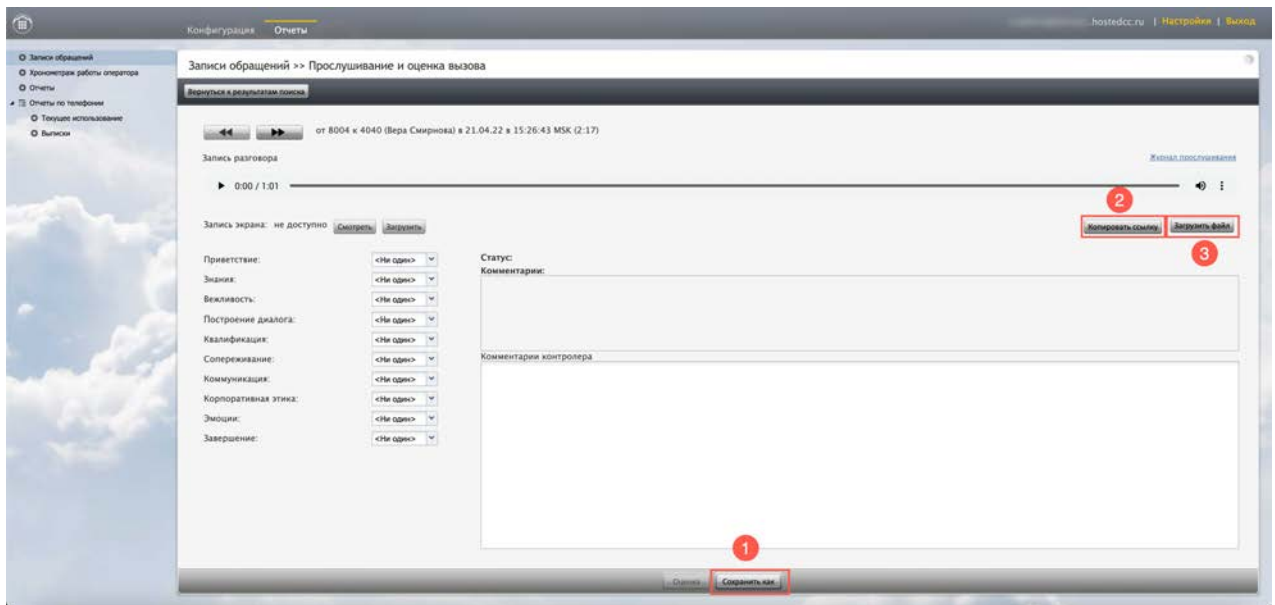 Конфигурация Отчеты
.hostedcc.ru | Настройки | Выход
Записи обращений
Хронометраж работы оператора
Отчеты
Отчеты по телефонии
Текущее использование
Выписки
Записи обращений >> Прослушивание и оценка вызова
Вернуться к результатам поиска
от 8004 к 4040 (Вера Смирнова) в 21.04.22 в 15:26:43 MSK (2:17)
Запись разговора
Журнал прослушивания
0:00 / 1:01
2
Запись экрана: не доступно Смотреть Загрузить
Копировать ссылку Загрузить файл
3
Приветствие: <Ни один>
Знания: <Ни один>
Вежливость: <Ни один>
Построение диалога: <Ни один>
Квалификация: <Ни один>
Сопереживание: <Ни один>
Коммуникация: <Ни один>
Корпоративная этика: <Ни один>
Эмоции: <Ни один>
Завершение: <Ни один>
Статус:
Комментарии:
Комментарии контролера
1
Оценка Сохранить как